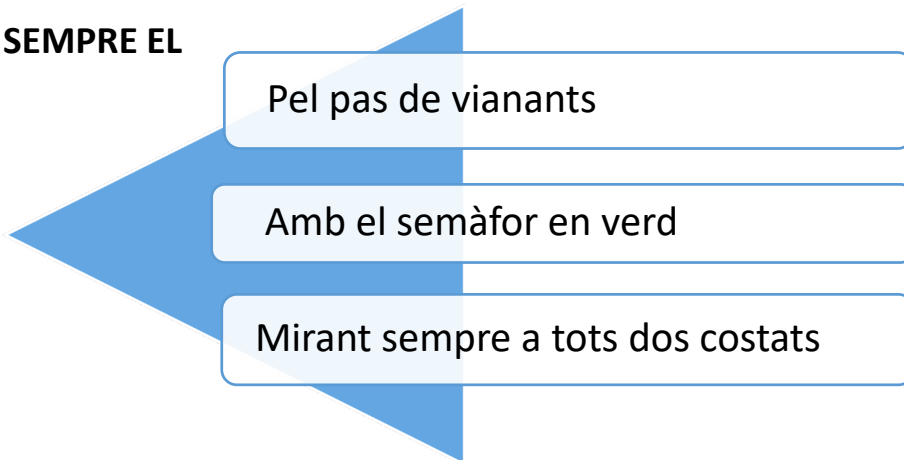 SEMPRE EL
Pel pas de vianants
Amb el semàfor en verd
Mirant sempre a tots dos costats